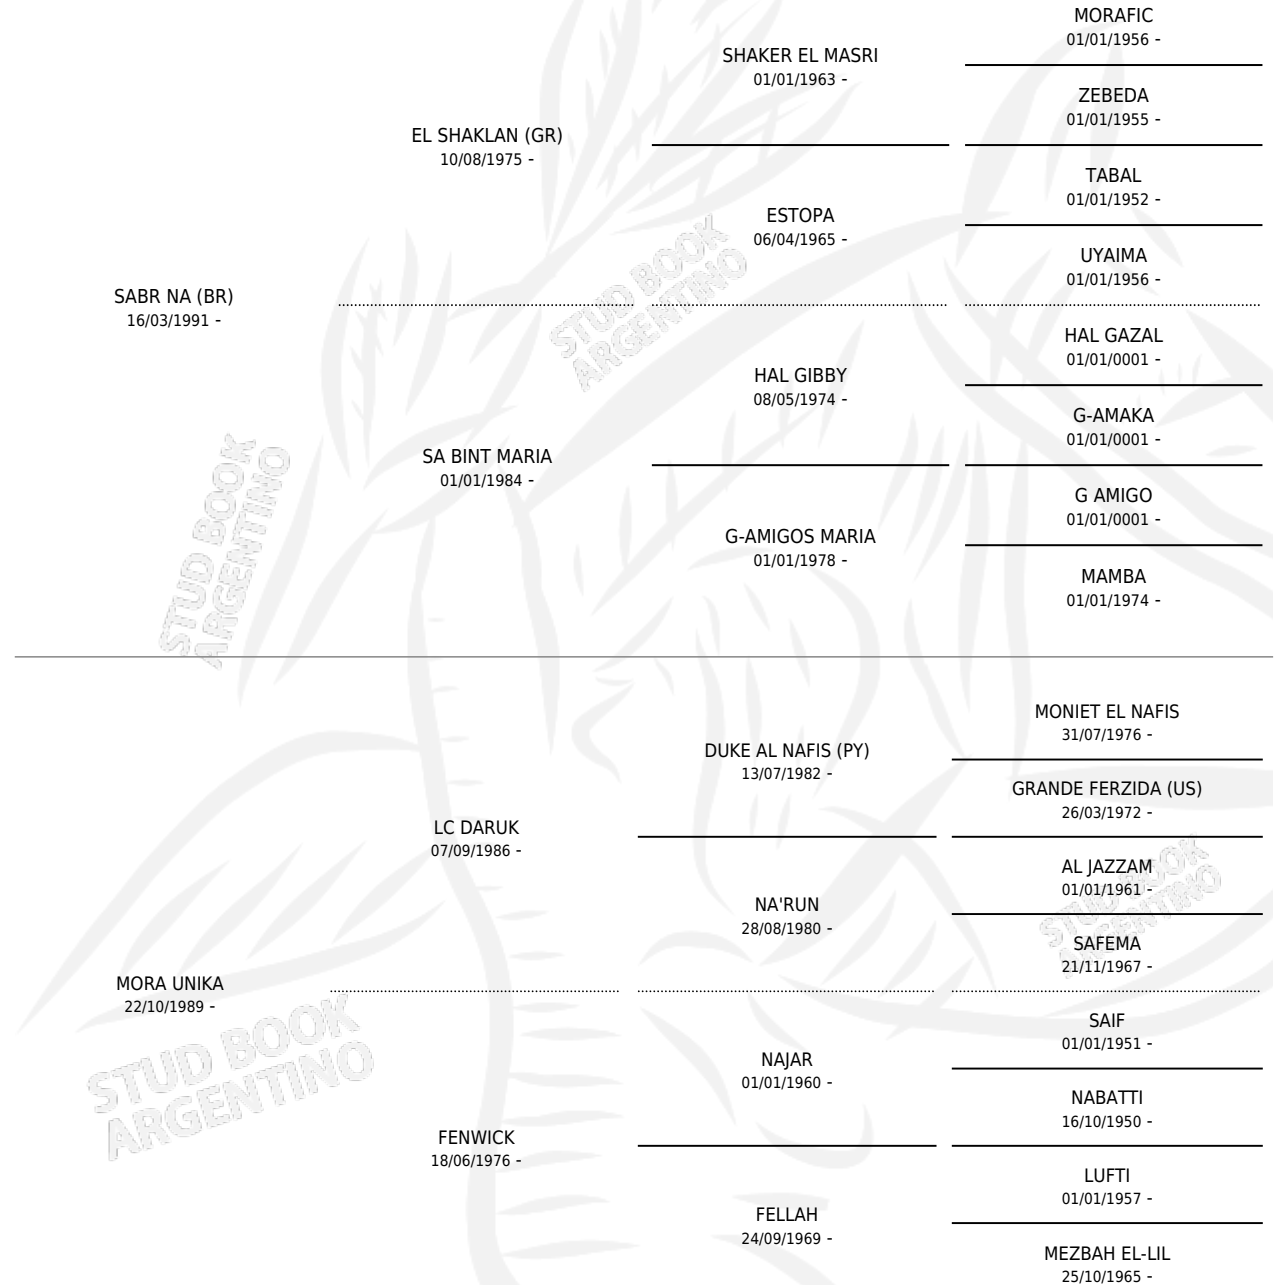 MORAFIC
01/01/1956 -
SHAKER EL MASRI
01/01/1963 -
ZEBEDA
01/01/1955 -
EL SHAKLAN (GR)
10/08/1975 -
TABAL
01/01/1952 -
ESTOPA
06/04/1965 -
UYAIMA
01/01/1956 -
SABR NA (BR)
16/03/1991 -
STUD BOOK
ARGENTINO
HAL GAZAL
01/01/0001 -
HAL GIBBY
08/05/1974 -
G-AMAKA
01/01/0001 -
SA BINT MARIA
01/01/1984 -
G AMIGO
01/01/0001 -
G-AMIGOS MARIA
01/01/1978 -
MAMBA
01/01/1974 -
STUD BOOK
ARGENTINO
MONIET EL NAFIS
31/07/1976 -
DUKE AL NAFIS (PY)
13/07/1982 -
GRANDE FERZIDA (US)
26/03/1972 -
LC DARUK
07/09/1986 -
AL JAZZAM
01/01/1961 -
NA'RUN
28/08/1980 -
SAFEMA
21/11/1967 -
STUD BOOK
ARGENTINO
MORA UNIKA
22/10/1989 -
SAIF
01/01/1951 -
NAJAR
01/01/1960 -
NABATTI
16/10/1950 -
STUD BOOK
ARGENTINO
FENWICK
18/06/1976 -
LUFTI
01/01/1957 -
FELLAH
24/09/1969 -
MEZBAH EL-LIL
25/10/1965 -